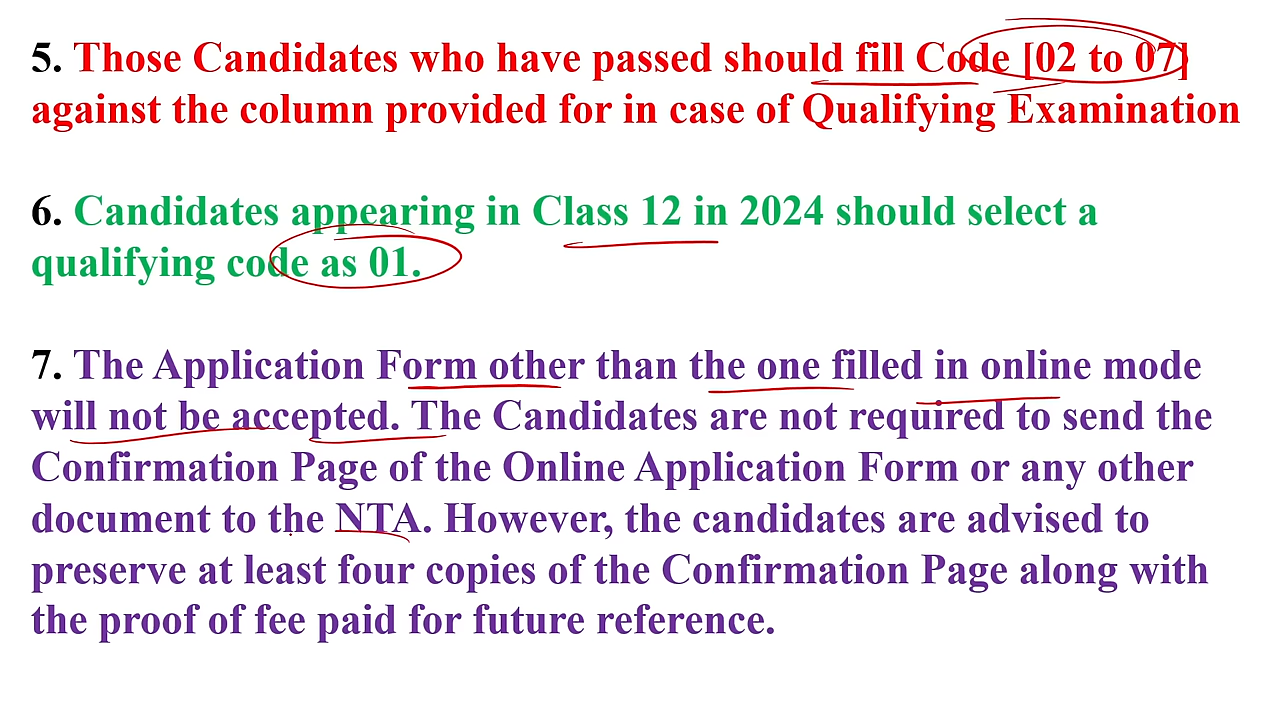 5. Those Candidates who have passed should fill Code [02 to 07]
against the column provided for in case of Qualifying Examination
6. Candidates appearing in Class 12 in 2024 should select a
qualifying code as 01.
7. The Application Form other than the one filled in online mode
will not be accepted. The Candidates are not required to send the
Confirmation Page of the Online Application Form or any other
document to the NTA. However, the candidates are advised to
preserve at least four copies of the Confirmation Page along with
the proof of fee paid for future reference.